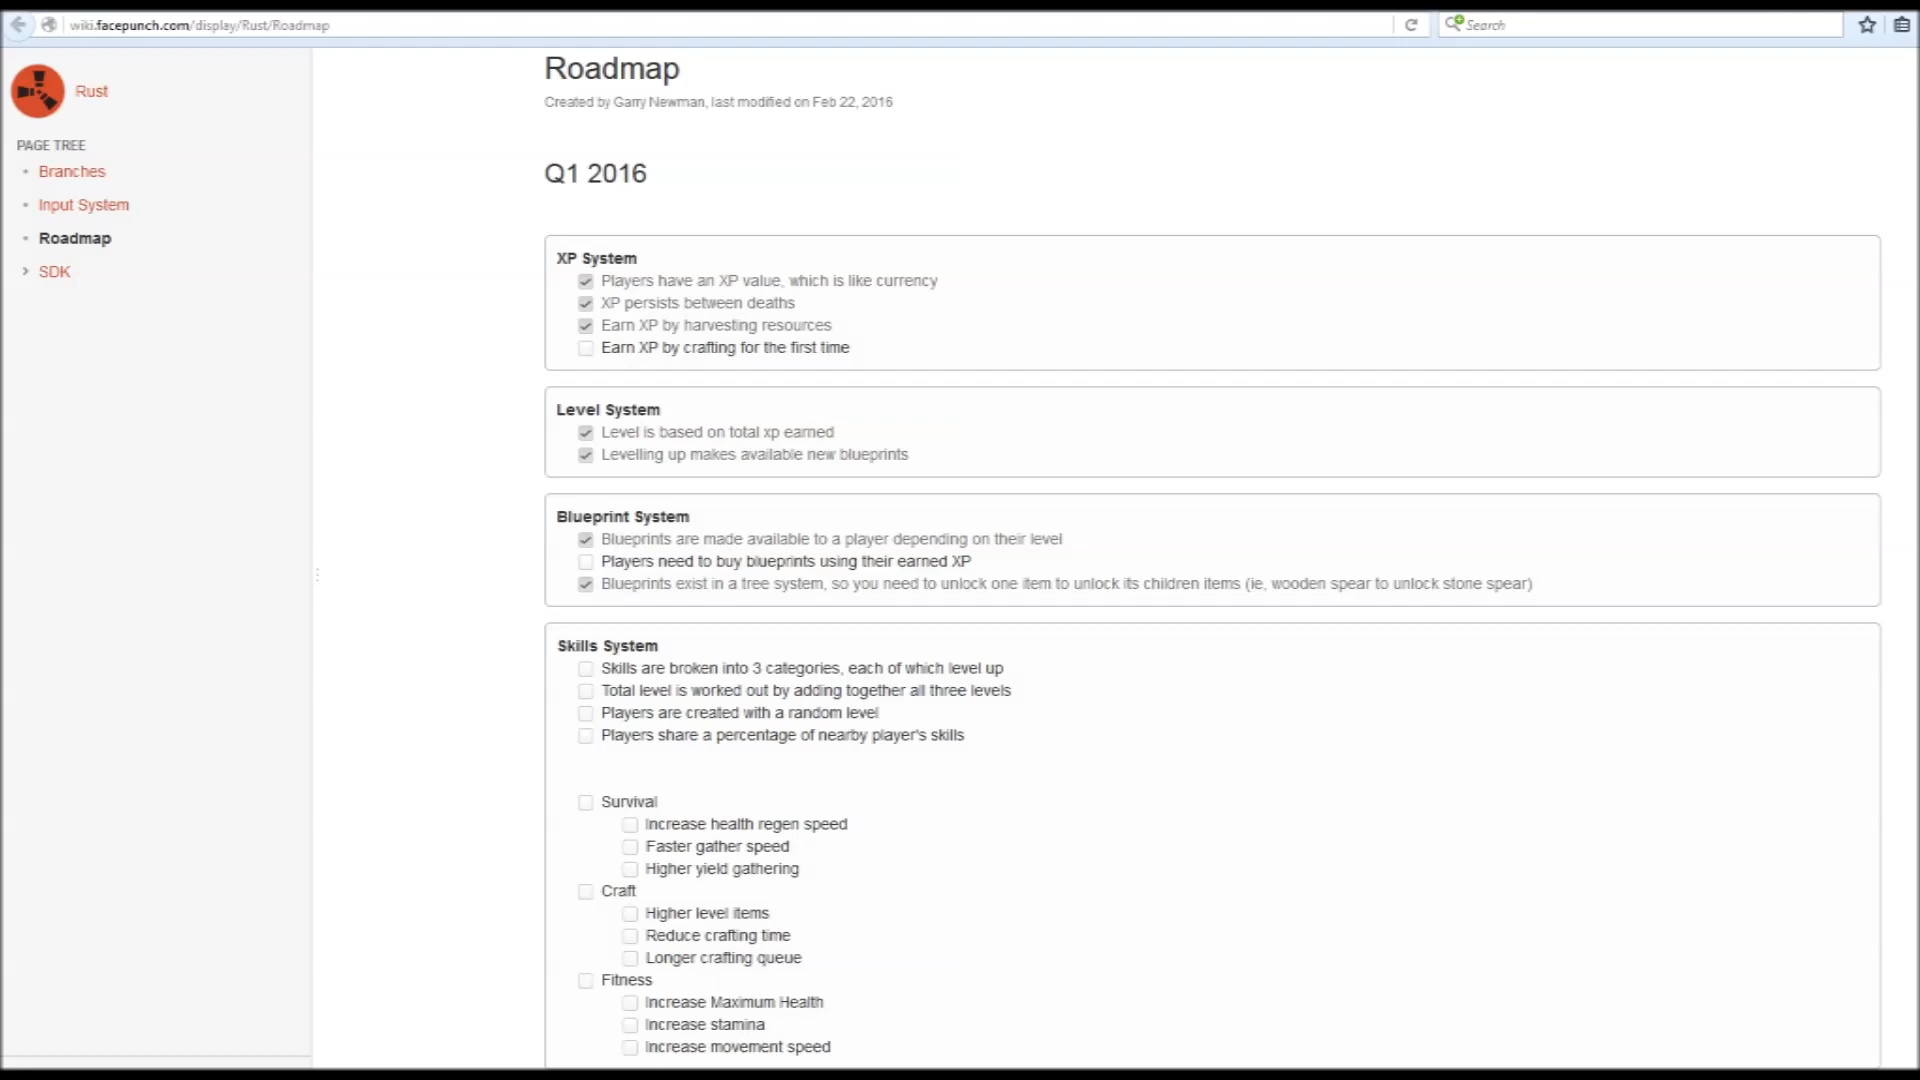 wiki.facepunch.com/display/Rust/Roadmap
Search
Rust
PAGE TREE
Branches
Input System
Roadmap
SDK
Roadmap
Created by Garry Newman, last modified on Feb 22, 2016
Q1 2016
XP System
Players have an XP value, which is like currency
XP persists between deaths
Earn XP by harvesting resources
Earn XP by crafting for the first time
Level System
Level is based on total xp earned
Levelling up makes available new blueprints
Blueprint System
Blueprints are made available to a player depending on their level
Players need to buy blueprints using their earned XP
Blueprints exist in a tree system, so you need to unlock one item to unlock its children items (ie, wooden spear to unlock stone spear)
Skills System
Skills are broken into 3 categories, each of which level up
Total level is worked out by adding together all three levels
Players are created with a random level
Players share a percentage of nearby player's skills
Survival
Increase health regen speed
Faster gather speed
Higher yield gathering
Craft
Higher level items
Reduce crafting time
Longer crafting queue
Fitness
Increase Maximum Health
Increase stamina
Increase movement speed